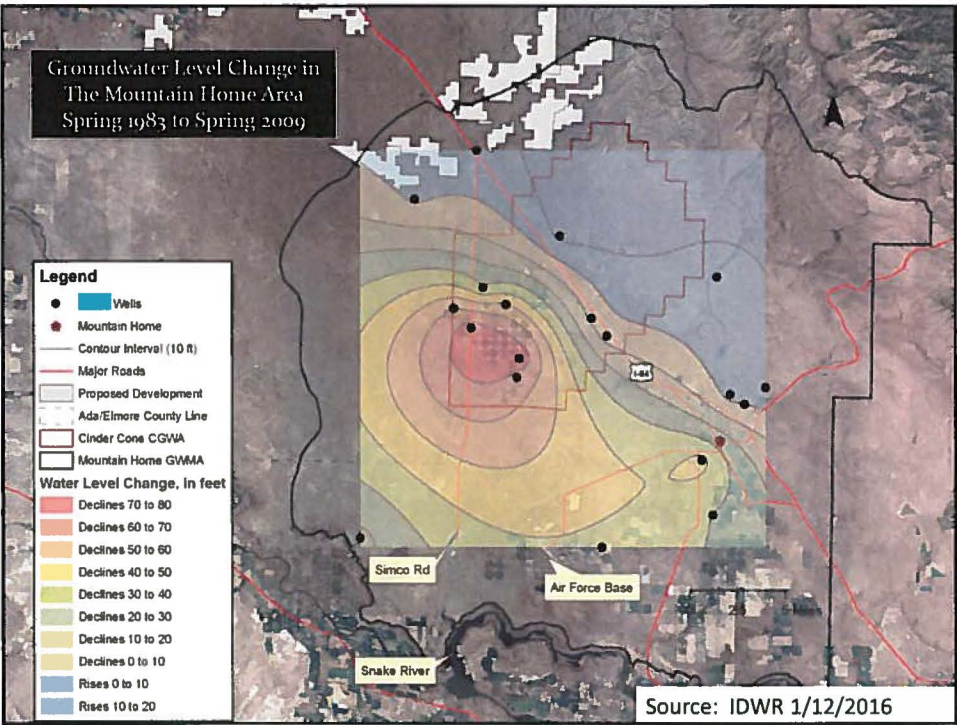 Groundwater Level Change in
The Mountain Home Area
Spring 1983 to Spring 2009
Legend
Wells
Mountain Home
Contour Interval (10 ft)
Major Roads
Proposed Development
Ada/Elmore County Line
Cinder Cone CGWA
Mountain Home GWMA
Water Level Change, In feet
Declines 70 to 80
Declines 60 to 70
Declines 50 to 60
Declines 40 to 50
Declines 30 to 40
Declines 20 to 30
Declines 10 to 20
Declines 0 to 10
Rises 0 to 10
Rises 10 to 20
I-84
Simco Rd
Air Force Base
Snake River
Source: IDWR 1/12/2016